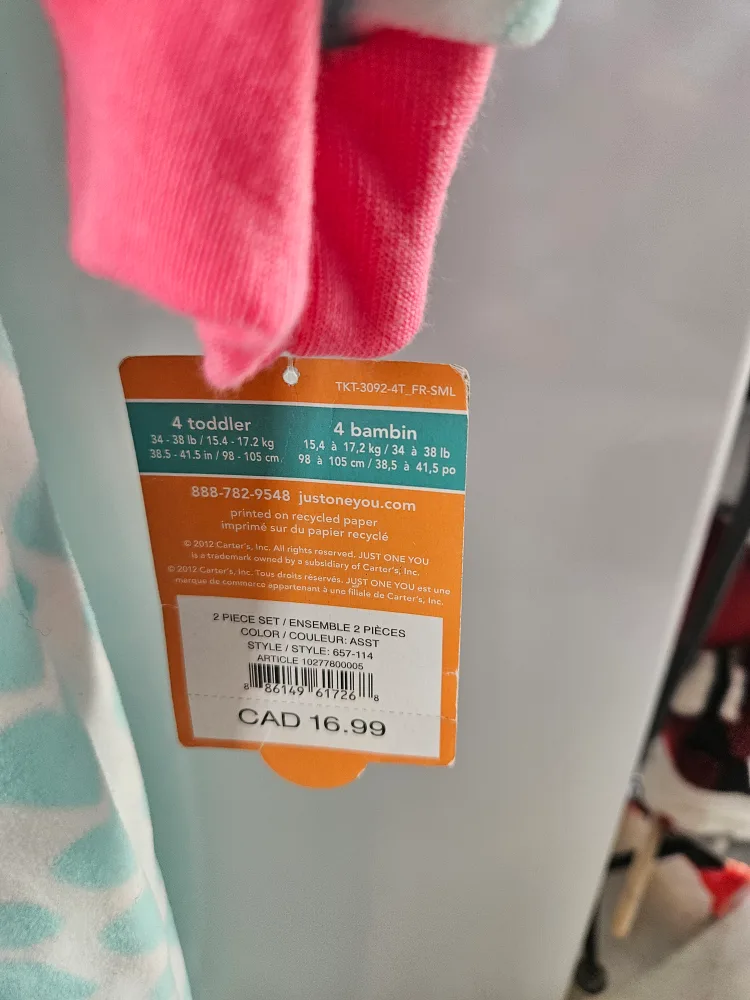 TKT-3092-4T_FR-SML
4 toddler
34 - 38 lb / 15.4 - 17.2 kg
38.5 - 41.5 in / 98 - 105 cm
4 bambin
15,4 à 17,2 kg / 34 à 38 lb
98 à 105 cm / 38,5 à 41,5 po
888-782-9548 justoneyou.com
printed on recycled paper
imprimé sur du papier recyclé
© 2012 Carter's, Inc. All rights reserved. JUST ONE YOU
is a trademark owned by a subsidiary of Carter's, Inc.
© 2012 Carter's, Inc. Tous droits réservés. JUST ONE YOU est une
marque de commerce appartenant à une filiale de Carter's, Inc.
2 PIECE SET / ENSEMBLE 2 PIÈCES
COLOR / COULEUR: ASST
STYLE / STYLE: 657-114
ARTICLE 10277800005
8 86149 61726 8
CAD 16.99